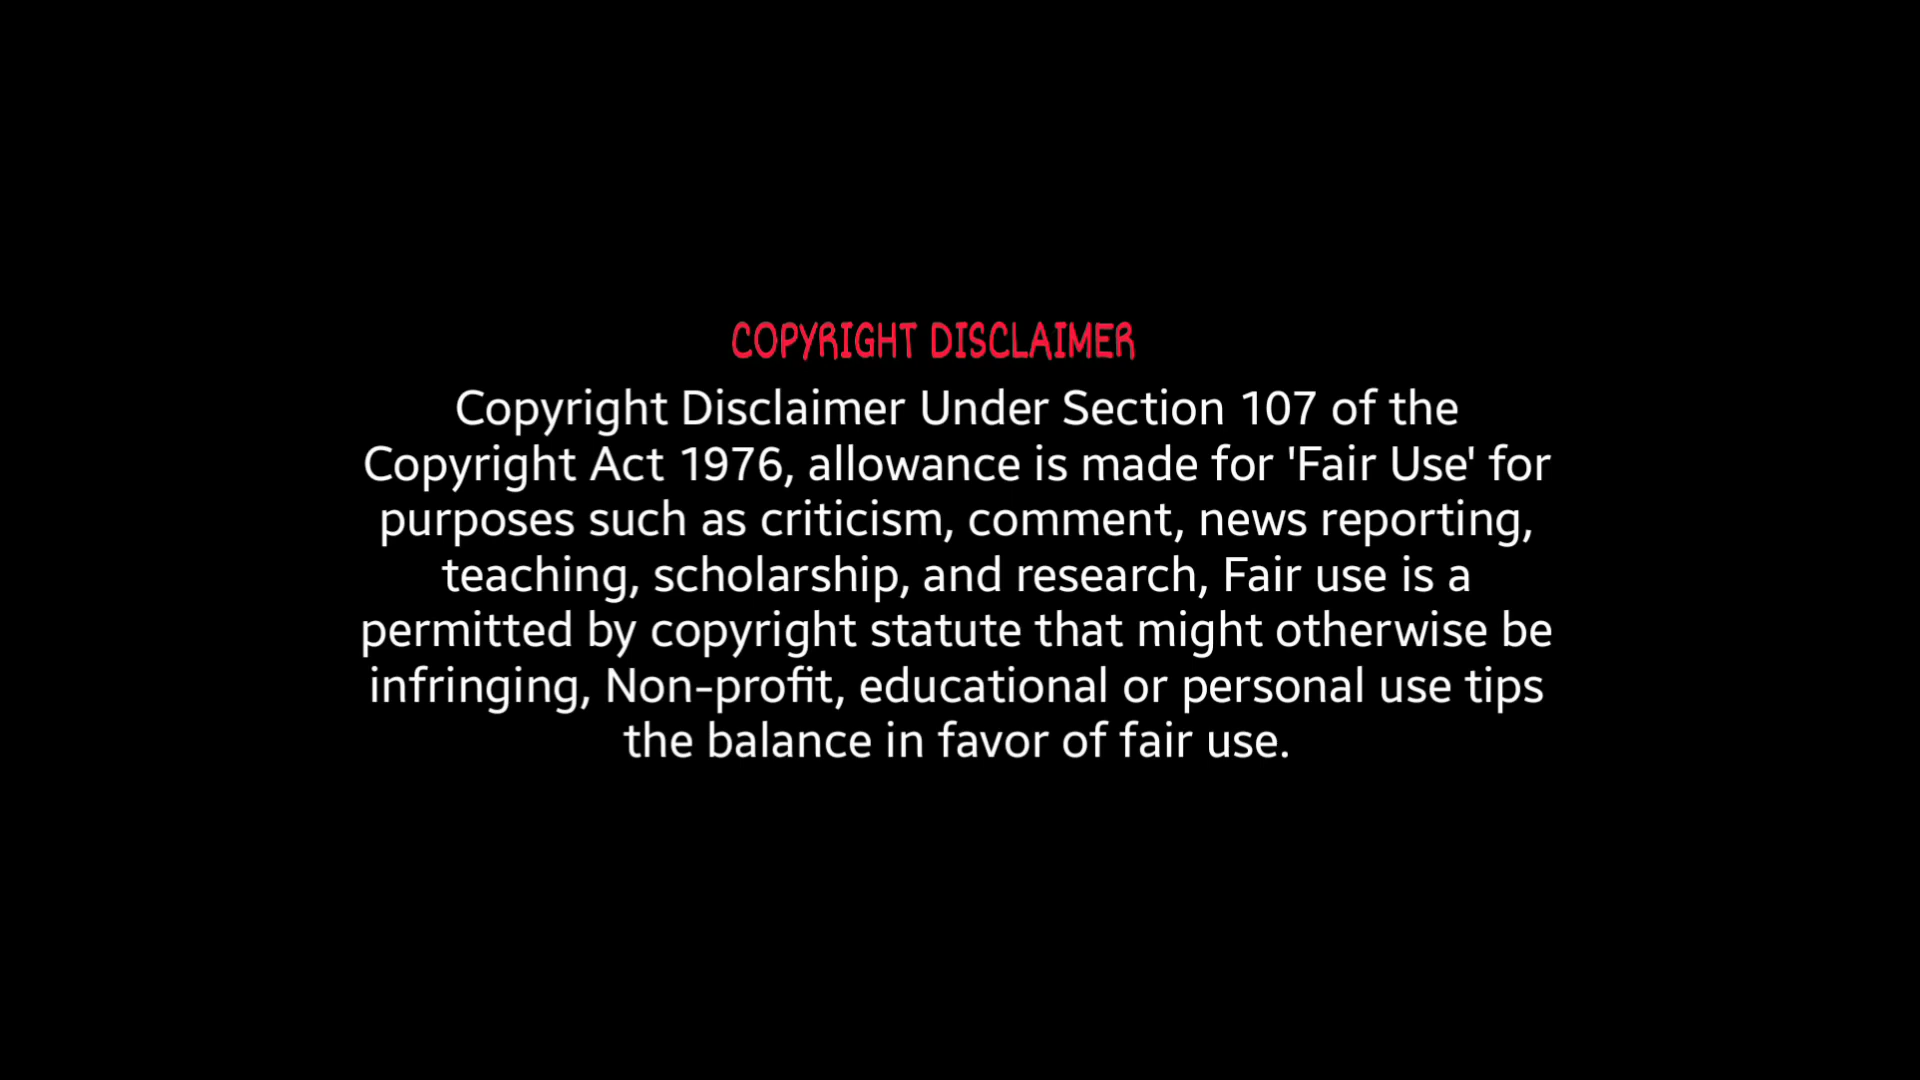 COPYRIGHT DISCLAIMER
Copyright Disclaimer Under Section 107 of the
Copyright Act 1976, allowance is made for 'Fair Use' for
purposes such as criticism, comment, news reporting,
teaching, scholarship, and research, Fair use is a
permitted by copyright statute that might otherwise be
infringing, Non-profit, educational or personal use tips
the balance in favor of fair use.